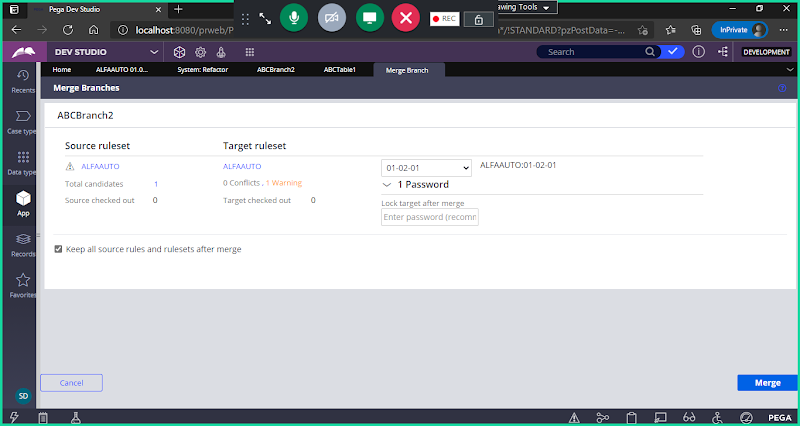 Pega Dev Studio
awing Tools
REC
localhost:8080/prweb/P
*/!STANDARD?pzPostData=-...
InPrivate
DEV STUDIO
Search
DEVELOPMENT
Home
ALFAAUTO 01.0...
System: Refactor
ABCBranch2
ABCTable1
Merge Branch
Recents
Case type
Data type
App
Records
Favorites
SD
Merge Branches
ABCBranch2
Source ruleset
Target ruleset
ALFAAUTO
ALFAAUTO
01-02-01
ALFAAUTO:01-02-01
Total candidates 1
0 Conflicts , 1 Warning
1 Password
Source checked out 0
Target checked out 0
Lock target after merge
Enter password (recomm
Keep all source rules and rulesets after merge
Cancel
Merge
PEGA